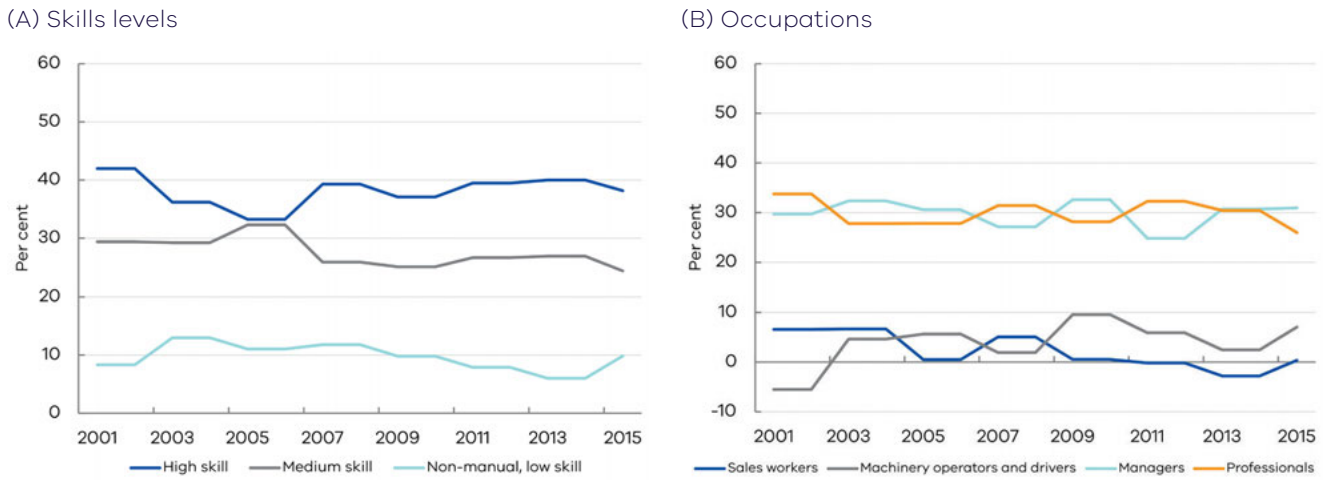 (A) Skills levels
60
50
40
30
20
10
0
Per cent
2001 2003 2005 2007 2009 2011 2013 2015
High skill Medium skill Non-manual, low skill
(B) Occupations
60
50
40
30
20
10
0
-10
Per cent
2001 2003 2005 2007 2009 2011 2013 2015
Sales workers Machinery operators and drivers Managers Professionals